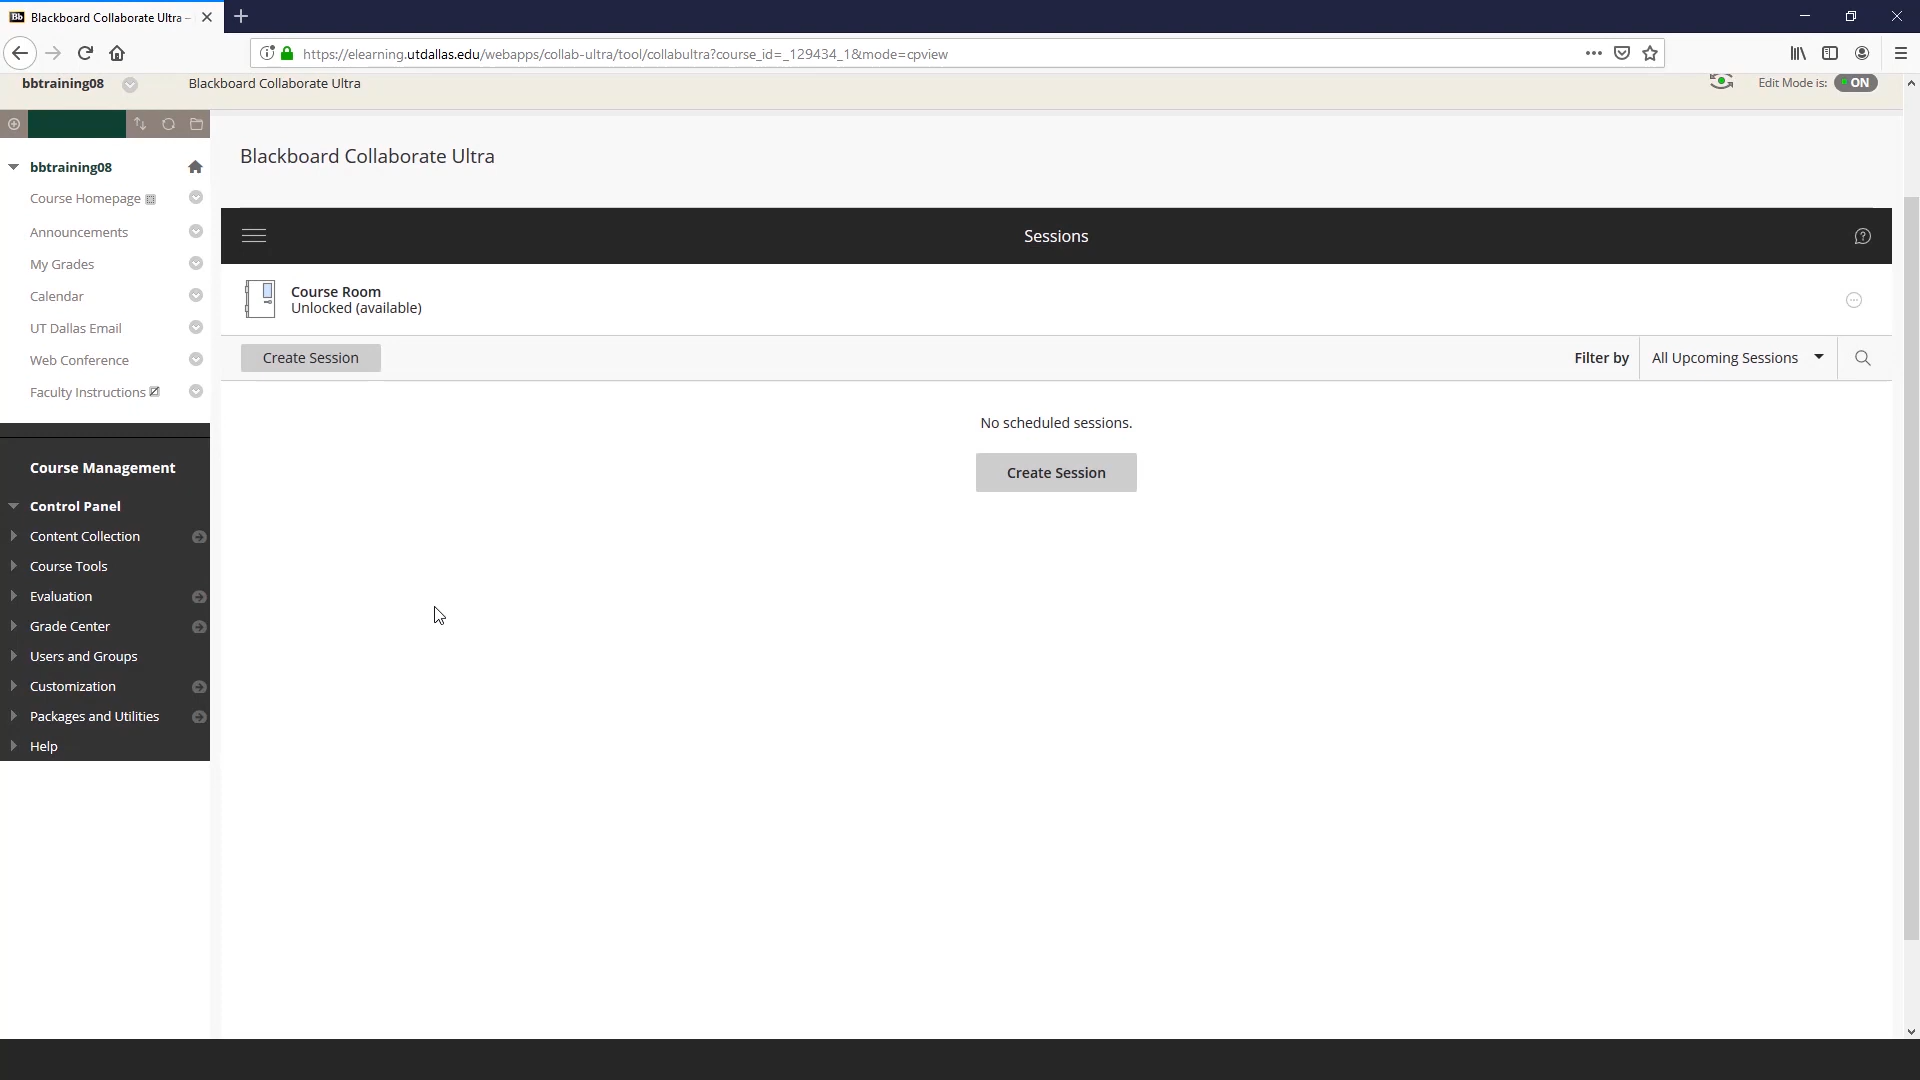 Blackboard Collaborate Ultra –
https://elearning.utdallas.edu/webapps/collab-ultra/tool/collabultra?course_id=_129434_1&mode=cpview
bbtraining08
Blackboard Collaborate Ultra
Edit Mode is:
ON
bbtraining08
Course Homepage
Announcements
My Grades
Calendar
UT Dallas Email
Web Conference
Faculty Instructions
Course Management
Control Panel
Content Collection
Course Tools
Evaluation
Grade Center
Users and Groups
Customization
Packages and Utilities
Help
Blackboard Collaborate Ultra
Sessions
Course Room
Unlocked (available)
Create Session
Filter by
All Upcoming Sessions
No scheduled sessions.
Create Session